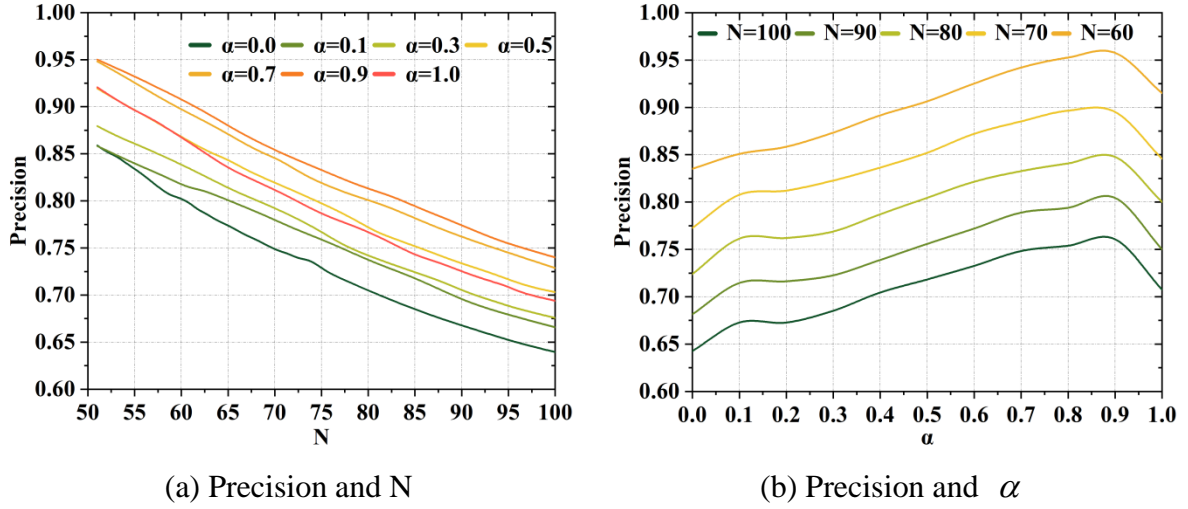 α=0.0 α=0.1 α=0.3 α=0.5
α=0.7 α=0.9 α=1.0
Precision
1.00
0.95
0.90
0.85
0.80
0.75
0.70
0.65
0.60
50 55 60 65 70 75 80 85 90 95 100
N
(a) Precision and N
N=100 N=90 N=80 N=70 N=60
Precision
1.00
0.95
0.90
0.85
0.80
0.75
0.70
0.65
0.60
0.0 0.1 0.2 0.3 0.4 0.5 0.6 0.7 0.8 0.9 1.0
α
(b) Precision and α